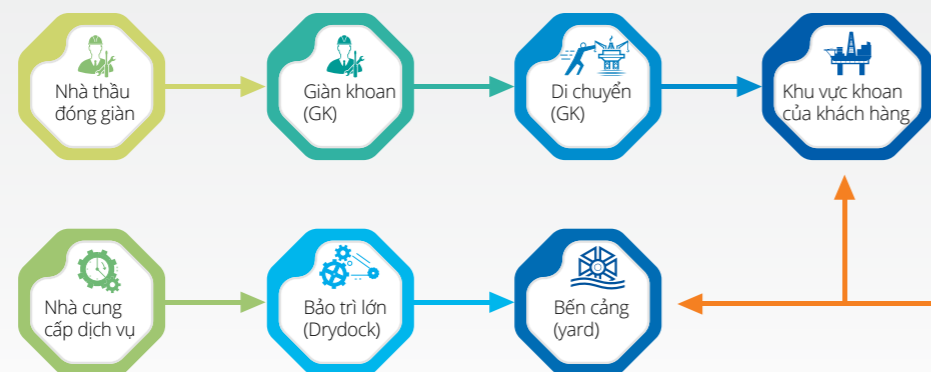 Nhà thầu
đóng giàn
Giàn khoan
(GK)
Di chuyển
(GK)
Khu vực khoan
của khách hàng
Nhà cung
cấp dịch vụ
Bảo trì lớn
(Drydock)
Bến cảng
(yard)